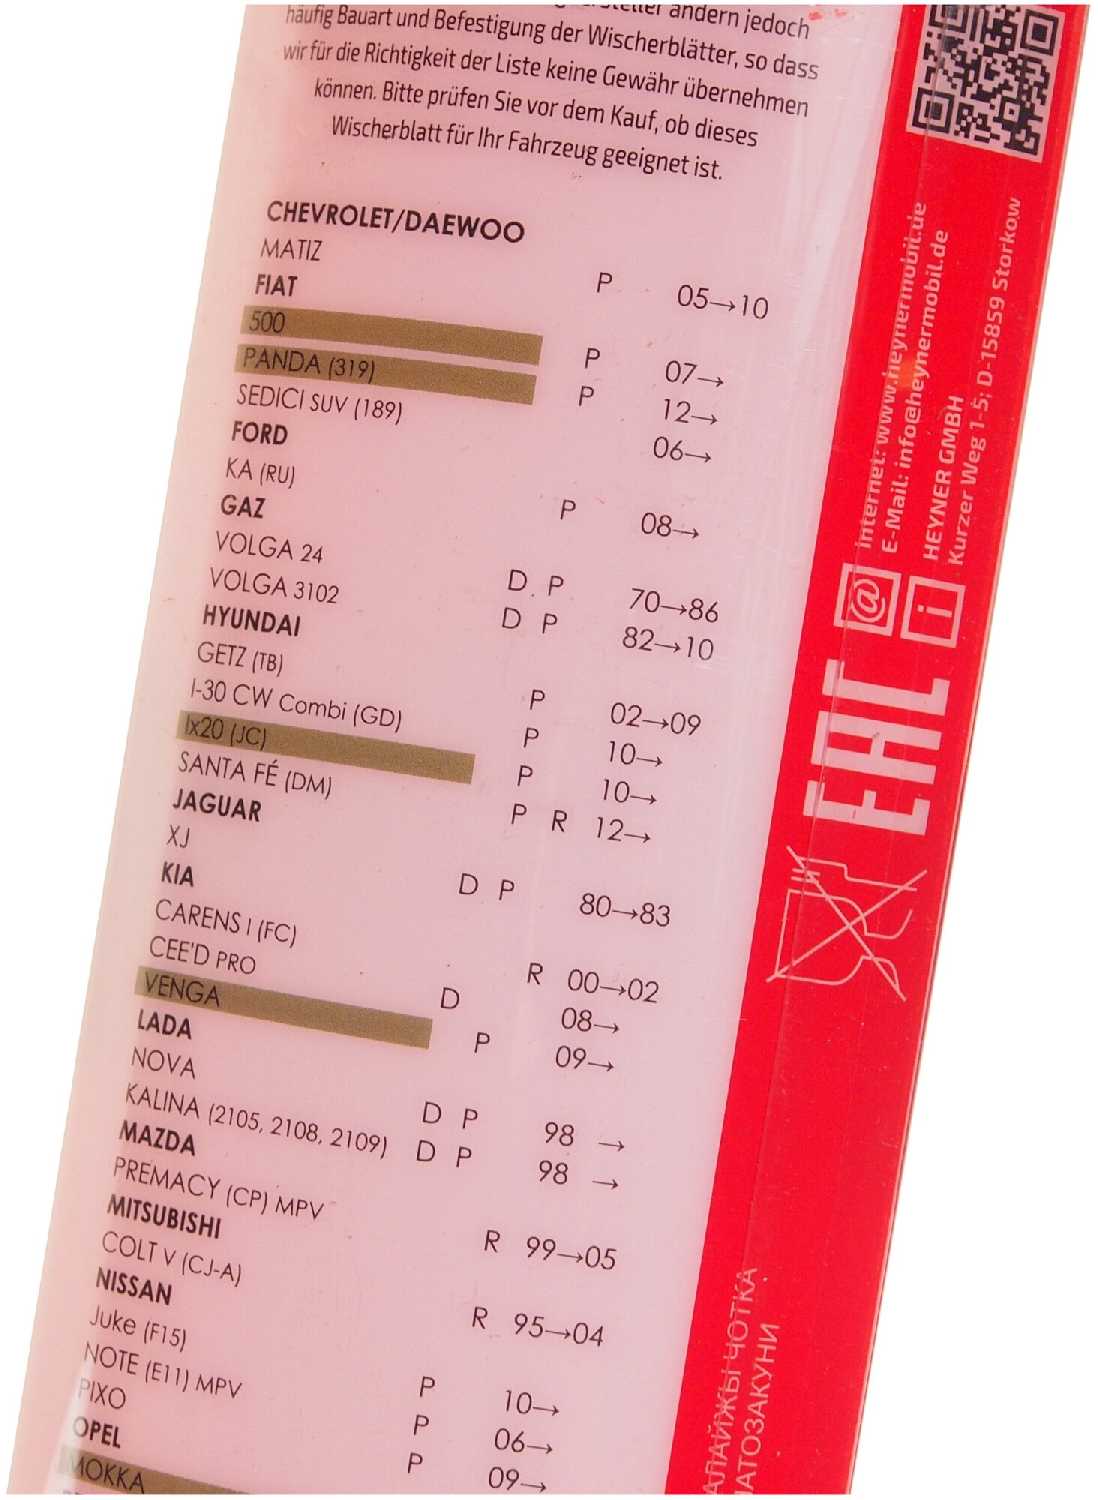 ändern jedoch
häufig Bauart und Befestigung der Wischerblätter, so dass
wir für die Richtigkeit der Liste keine Gewähr übernehmen
können. Bitte prüfen Sie vor dem Kauf, ob dieses
Wischerblatt für Ihr Fahrzeug geeignet ist.
CHEVROLET/DAEWOO
MATIZ P 05→10
FIAT
500 P 07→
PANDA (319) P 12→
SEDICI SUV (189) 06→
FORD
KA (RU) P 08→
GAZ
VOLGA 24 D P 70→86
VOLGA 3102 D P 82→10
HYUNDAI
GETZ (TB) P 02→09
I-30 CW Combi (GD) P 10→
Ix20 (JC) P 10→
SANTA FÉ (DM) P R 12→
JAGUAR
XJ D P 80→83
KIA
CARENS I (FC) R 00→02
CEE'D PRO D 08→
VENGA P 09→
LADA
NOVA D P 98 →
KALINA (2105, 2108, 2109) D P 98 →
MAZDA
PREMACY (CP) MPV R 99→05
MITSUBISHI
COLT V (CJ-A) R 95→04
NISSAN
Juke (F15) P 10→
NOTE (E11) MPV P 06→
PIXO P 09→
OPEL
MOKKA
Internet: www.heynermobil.de
E-Mail: info@heynermobil.de
HEYNER GMBH
Kurzer Weg 1-5; D-15859 Storkow
EAC
ЧОТКА